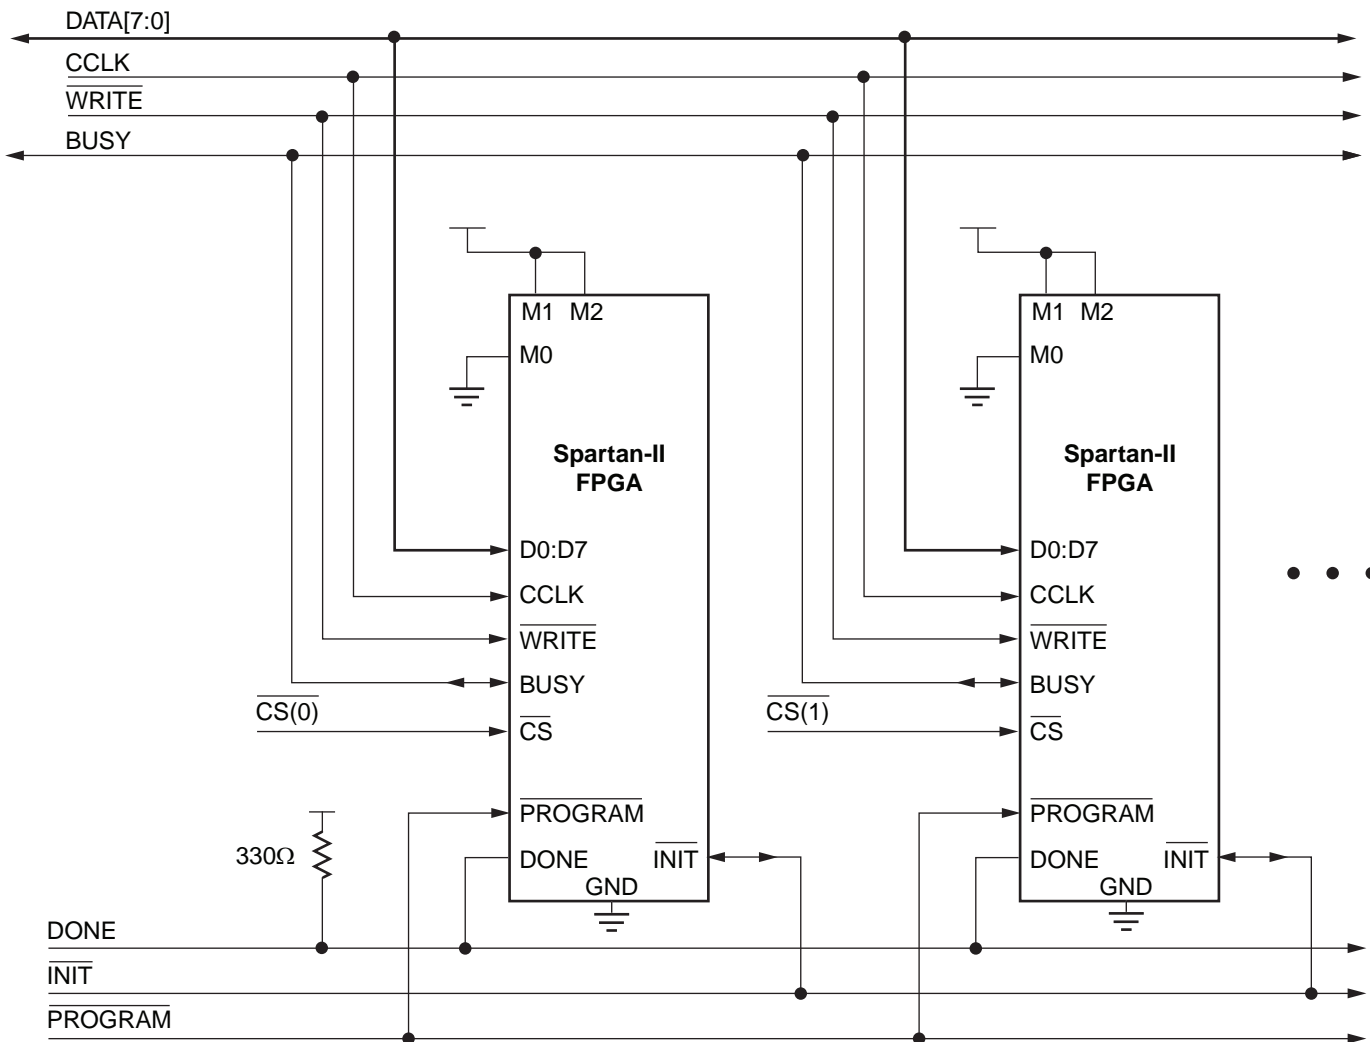 DATA[7:0]
CCLK
WRITE
BUSY
M1 M2
M0
Spartan-II
FPGA
D0:D7
CCLK
WRITE
BUSY
CS(0)
CS
PROGRAM
330Ω
DONE
INIT
GND
M1 M2
M0
Spartan-II
FPGA
D0:D7
CCLK
WRITE
BUSY
CS(1)
CS
PROGRAM
DONE
INIT
GND
DONE
INIT
PROGRAM